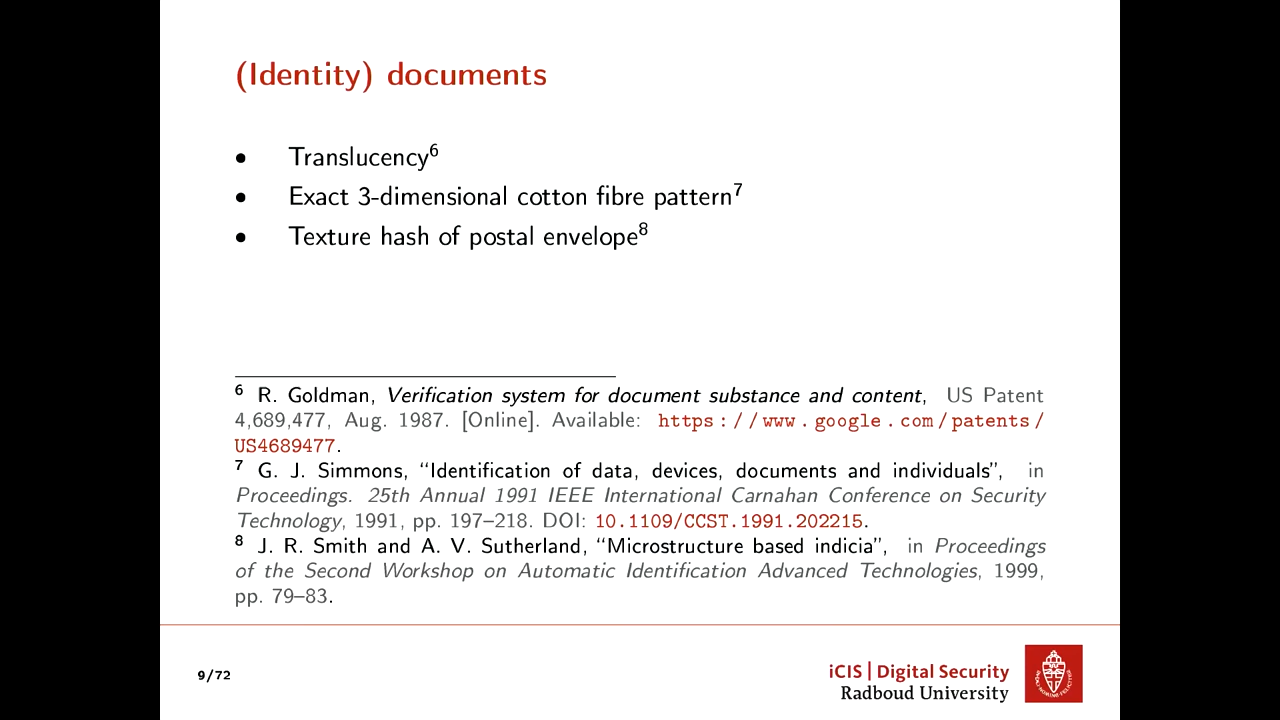 (Identity) documents
• Translucency6
• Exact 3-dimensional cotton fibre pattern7
• Texture hash of postal envelope8
6 R. Goldman, Verification system for document substance and content, US Patent
4,689,477, Aug. 1987. [Online]. Available: https://www.google.com/patents/
US4689477.
7 G. J. Simmons, “Identification of data, devices, documents and individuals”, in
Proceedings. 25th Annual 1991 IEEE International Carnahan Conference on Security
Technology, 1991, pp. 197–218. DOI: 10.1109/CCST.1991.202215.
8 J. R. Smith and A. V. Sutherland, “Microstructure based indicia”, in Proceedings
of the Second Workshop on Automatic Identification Advanced Technologies, 1999,
pp. 79–83.
9/72
iCIS | Digital Security
Radboud University